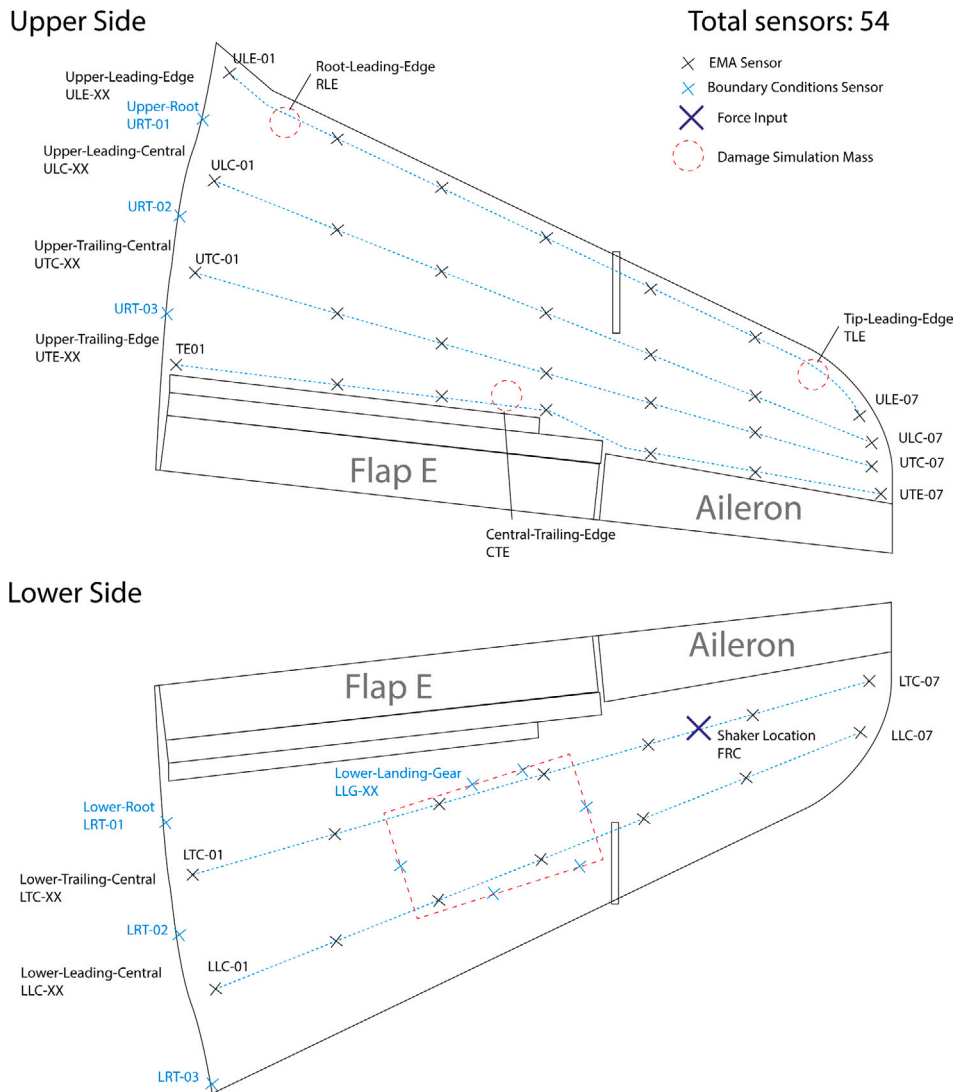 Upper Side
Total sensors: 54
EMA Sensor
Boundary Conditions Sensor
Force Input
Damage Simulation Mass
ULE-01
Root-Leading-Edge
RLE
Upper-Leading-Edge
ULE-XX
Upper-Root
URT-01
Upper-Leading-Central
ULC-XX
ULC-01
URT-02
Upper-Trailing-Central
UTC-XX
UTC-01
URT-03
Upper-Trailing-Edge
UTE-XX
TE01
Tip-Leading-Edge
TLE
ULE-07
ULC-07
UTC-07
UTE-07
Flap E
Aileron
Central-Trailing-Edge
CTE
Lower Side
Aileron
Flap E
LTC-07
LLC-07
Shaker Location
FRC
Lower-Landing-Gear
LLG-XX
Lower-Root
LRT-01
LTC-01
Lower-Trailing-Central
LTC-XX
LRT-02
LLC-01
Lower-Leading-Central
LLC-XX
LRT-03